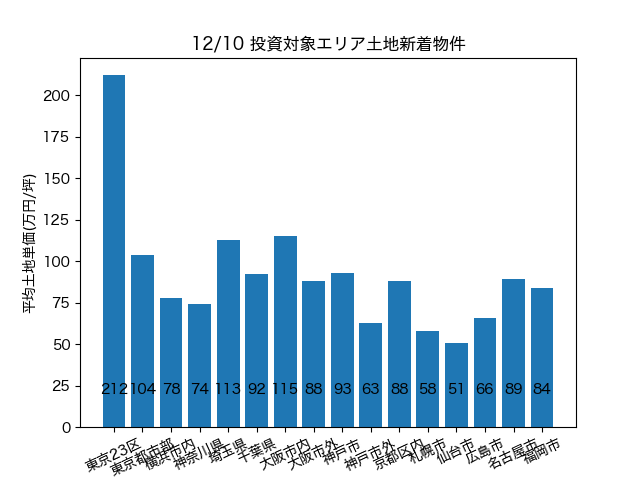 12/10 投資対象エリア土地新着物件
平均土地単価(万円/坪)
200
175
150
125
100
75
50
25
0
212 104 78 74 113 92 115 88 93 63 88 58 51 66 89 84
東京23区
東京都市部
横浜市内
神奈川県
埼玉県
千葉県
大阪市内
大阪市外
神戸市
神戸市外
京都区内
札幌市
仙台市
広島市
名古屋市
福岡市